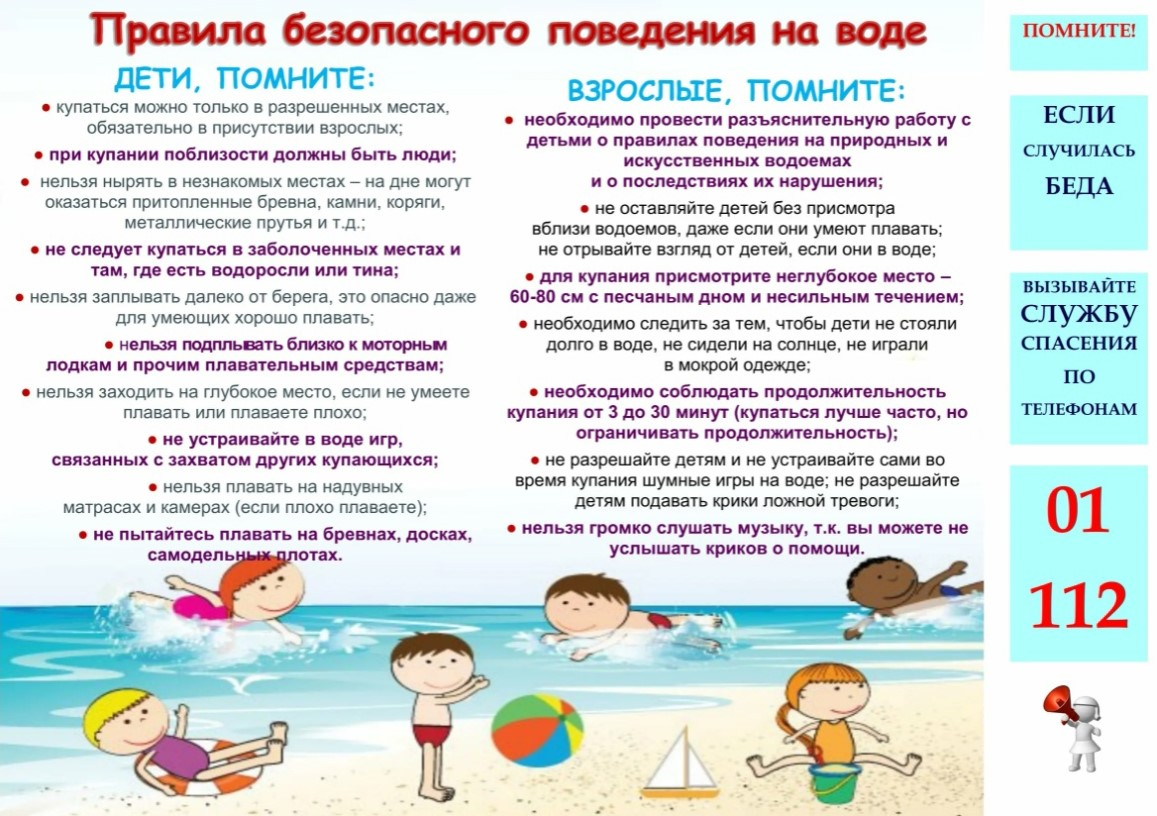 Правила безопасного поведения на воде
ДЕТИ, ПОМНИТЕ:
● купаться можно только в разрешенных местах,
обязательно в присутствии взрослых;
● при купании поблизости должны быть люди;
● нельзя нырять в незнакомых местах – на дне могут
оказаться притопленные бревна, камни, коряги,
металлические прутья и т.д.;
● не следует купаться в заболоченных местах и
там, где есть водоросли или тина;
● нельзя заплывать далеко от берега, это опасно даже
для умеющих хорошо плавать;
● нельзя подплывать близко к моторным
лодкам и прочим плавательным средствам;
● нельзя заходить на глубокое место, если не умеете
плавать или плаваете плохо;
● не устраивайте в воде игр,
связанных с захватом других купающихся;
● нельзя плавать на надувных
матрасах и камерах (если плохо плаваете);
● не пытайтесь плавать на бревнах, досках,
самодельных плотах.
ВЗРОСЛЫЕ, ПОМНИТЕ:
● необходимо провести разъяснительную работу с
детьми о правилах поведения на природных и
искусственных водоемах
и о последствиях их нарушения;
● не оставляйте детей без присмотра
вблизи водоемов, даже если они умеют плавать;
не отрывайте взгляд от детей, если они в воде;
● для купания присмотрите неглубокое место –
60-80 см с песчаным дном и несильным течением;
● необходимо следить за тем, чтобы дети не стояли
долго в воде, не сидели на солнце, не играли
в мокрой одежде;
● необходимо соблюдать продолжительность
купания от 3 до 30 минут (купаться лучше часто, но
ограничивать продолжительность);
● не разрешайте детям и не устраивайте сами во
время купания шумные игры на воде; не разрешайте
детям подавать крики ложной тревоги;
● нельзя громко слушать музыку, т.к. вы можете не
услышать криков о помощи.
ПОМНИТЕ!
ЕСЛИ
СЛУЧИЛАСЬ
БЕДА
ВЫЗЫВАЙТЕ
СЛУЖБУ
СПАСЕНИЯ
ПО
ТЕЛЕФОНАМ
01
112